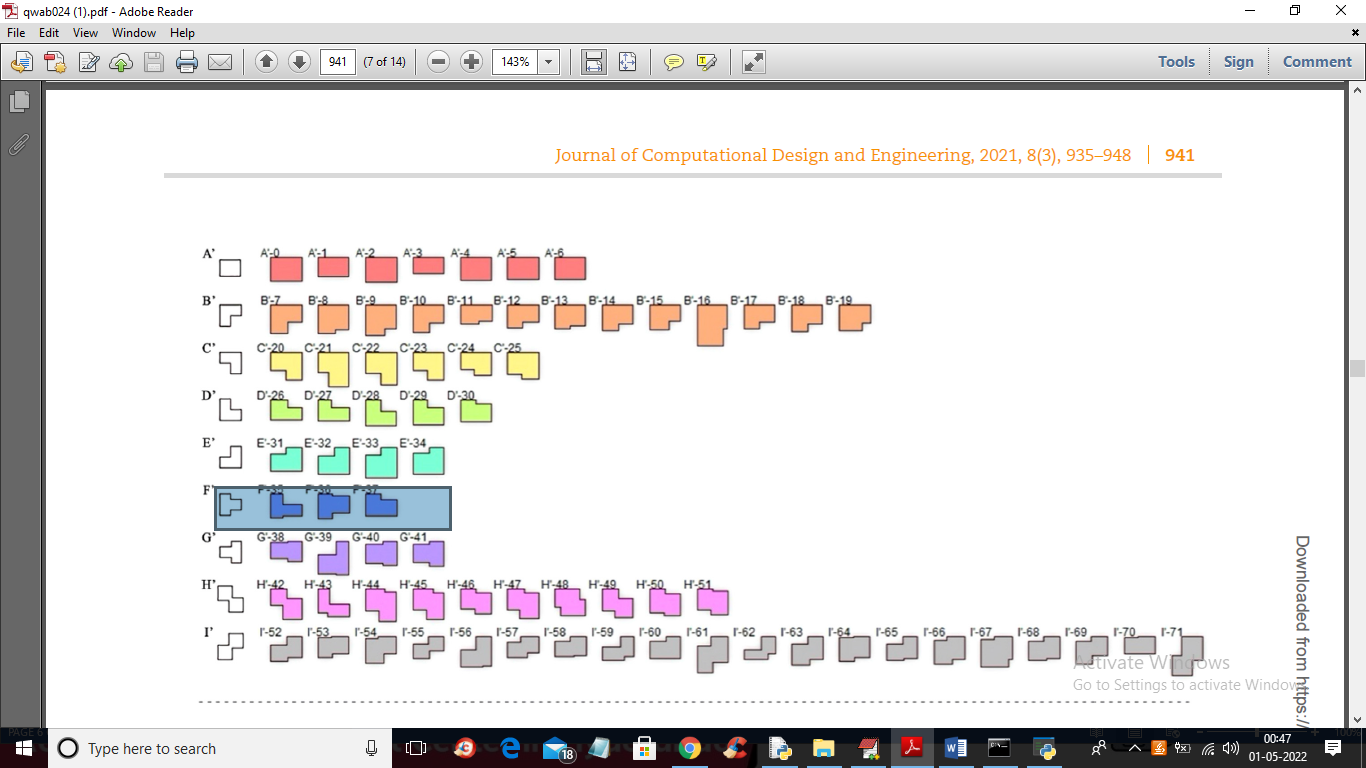 qwab024 (1).pdf - Adobe Reader
File Edit View Window Help
941 (7 of 14) 143% Tools Sign Comment
Journal of Computational Design and Engineering, 2021, 8(3), 935–948 | 941
A' A'-0 A'-1 A'-2 A'-3 A'-4 A'-5 A'-6
B' B'-7 B'-8 B'-9 B'-10 B'-11 B'-12 B'-13 B'-14 B'-15 B'-16 B'-17 B'-18 B'-19
C' C'-20 C'-21 C'-22 C'-23 C'-24 C'-25
D' D'-26 D'-27 D'-28 D'-29 D'-30
E' E'-31 E'-32 E'-33 E'-34
F' F'-35 F'-36 F'-37
G' G'-38 G'-39 G'-40 G'-41
H' H'-42 H'-43 H'-44 H'-45 H'-46 H'-47 H'-48 H'-49 H'-50 H'-51
I' I'-52 I'-53 I'-54 I'-55 I'-56 I'-57 I'-58 I'-59 I'-60 I'-61 I'-62 I'-63 I'-64 I'-65 I'-66 I'-67 I'-68 I'-69 I'-70 I'-71
Downloaded from https:/
Activate Windows
Go to Settings to activate Windows.
PAGE 6
100%
Type here to search
18
00:47
01-05-2022